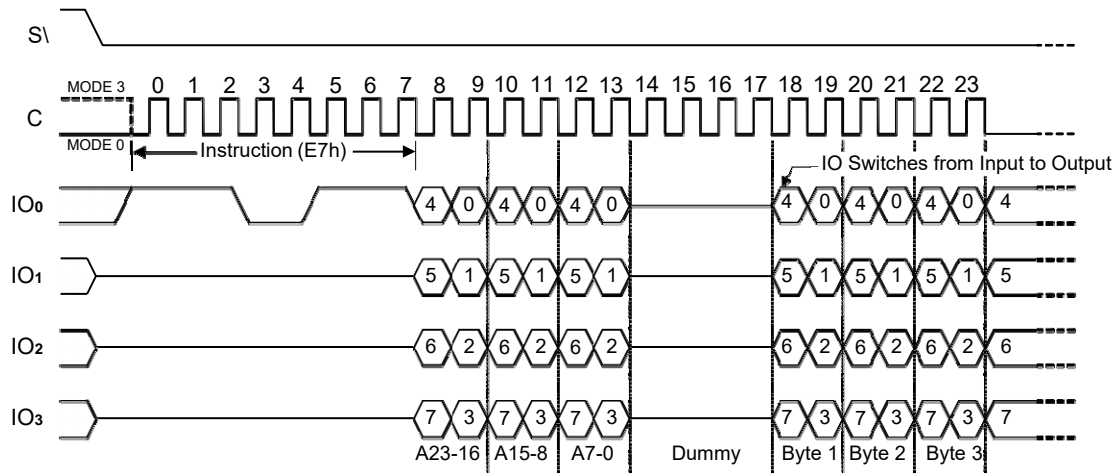 S\
MODE 3
0 1 2 3 4 5 6 7 8 9 10 11 12 13 14 15 16 17 18 19 20 21 22 23
C
MODE 0
Instruction (E7h)
IO Switches from Input to Output
IO0 4 0 4 0 4 0 4 0 4 0 4 0 4
IO1 5 1 5 1 5 1 5 1 5 1 5 1 5
IO2 6 2 6 2 6 2 6 2 6 2 6 2 6
IO3 7 3 7 3 7 3 7 3 7 3 7 3 7
A23-16 A15-8 A7-0 Dummy Byte 1 Byte 2 Byte 3